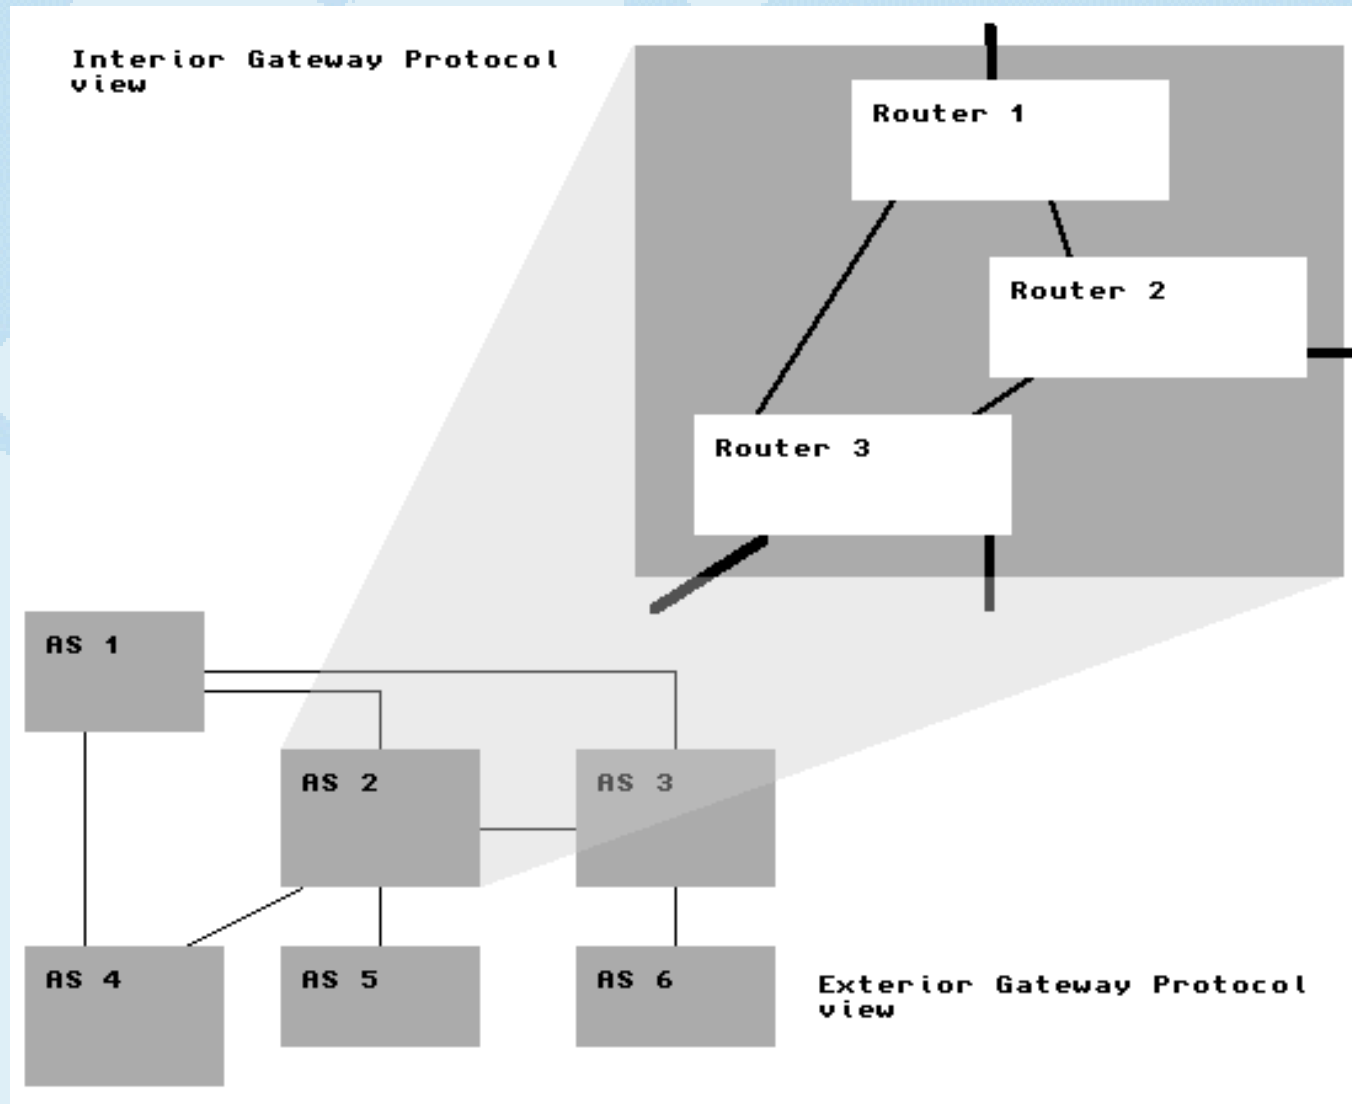 Interior Gateway Protocol
view
Router 1
Router 2
Router 3
AS 1
AS 2
AS 3
AS 4
AS 5
AS 6
Exterior Gateway Protocol
view